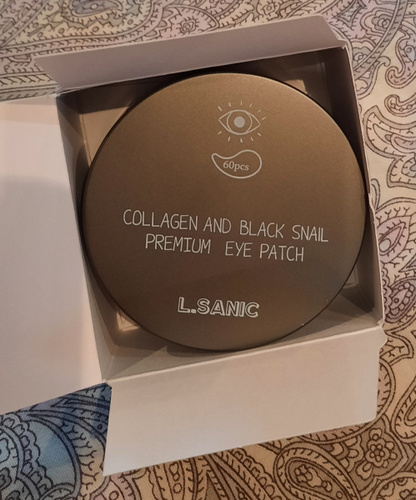 60pcs
COLLAGEN AND BLACK SNAIL
PREMIUM EYE PATCH
L.SANIC